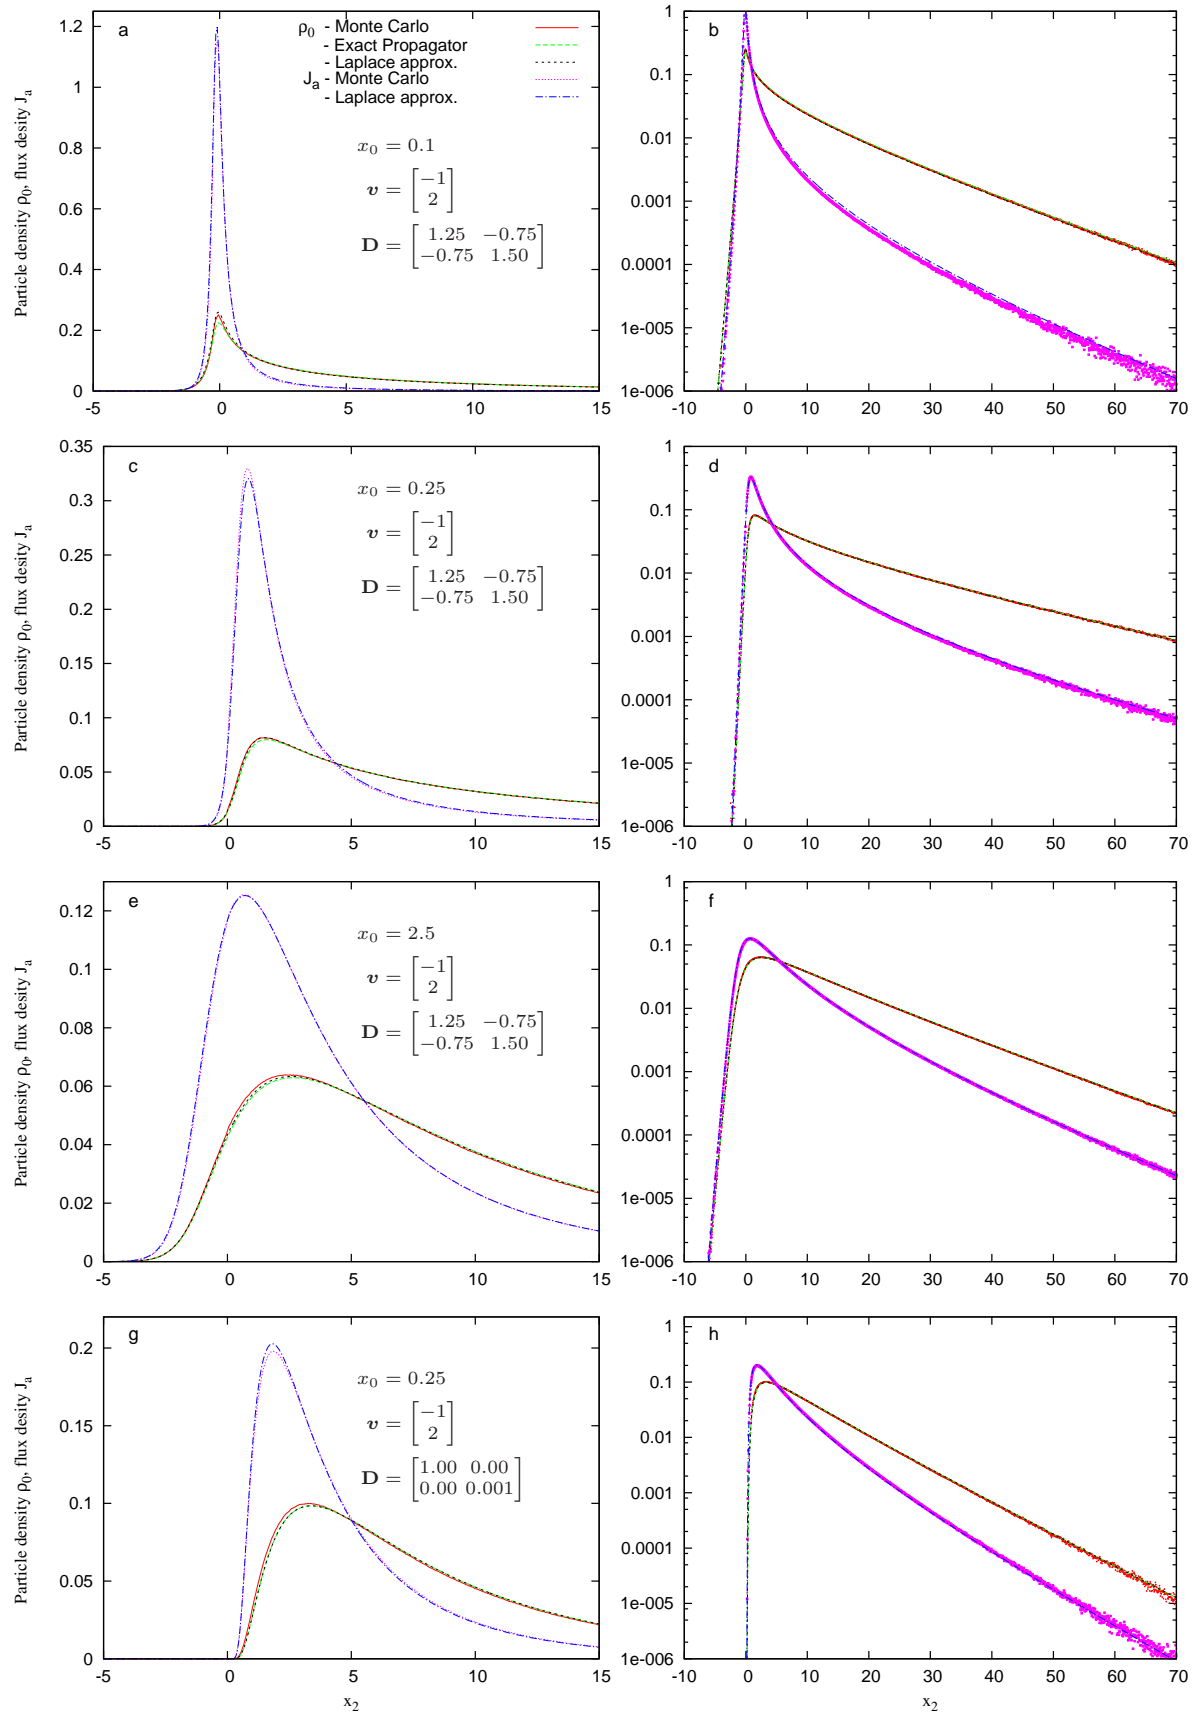 a
ρ0 - Monte Carlo
- Exact Propagator
- Laplace approx.
Ja - Monte Carlo
- Laplace approx.
x0 = 0.1
v = [−1
2]
D = [1.25 −0.75
−0.75 1.50]
Particle density ρ0, flux desity Ja
1.2
1
0.8
0.6
0.4
0.2
0
-5 0 5 10 15
b
1
0.1
0.01
0.001
0.0001
1e-005
1e-006
-10 0 10 20 30 40 50 60 70
c
x0 = 0.25
v = [−1
2]
D = [1.25 −0.75
−0.75 1.50]
Particle density ρ0, flux desity Ja
0.35
0.3
0.25
0.35
0.15
0.1
0.05
0
-5 0 5 10 15
d
1
0.1
0.01
0.001
0.0001
1e-005
1e-006
-10 0 10 20 30 40 50 60 70
e
x0 = 2.5
v = [−1
2]
D = [1.25 −0.75
−0.75 1.50]
Particle density ρ0, flux desity Ja
0.12
0.1
0.08
0.06
0.04
0.02
0
-5 0 5 10 15
f
1
0.1
0.01
0.001
0.0001
1e-005
1e-006
-10 0 10 20 30 40 50 60 70
g
x0 = 0.25
v = [−1
2]
D = [1.00 0.00
0.00 0.001]
Particle density ρ0, flux desity Ja
0.2
0.15
0.1
0.05
0
-5 0 5 10 15
x2
h
1
0.1
0.01
0.001
0.0001
1e-005
1e-006
-10 0 10 20 30 40 50 60 70
x2